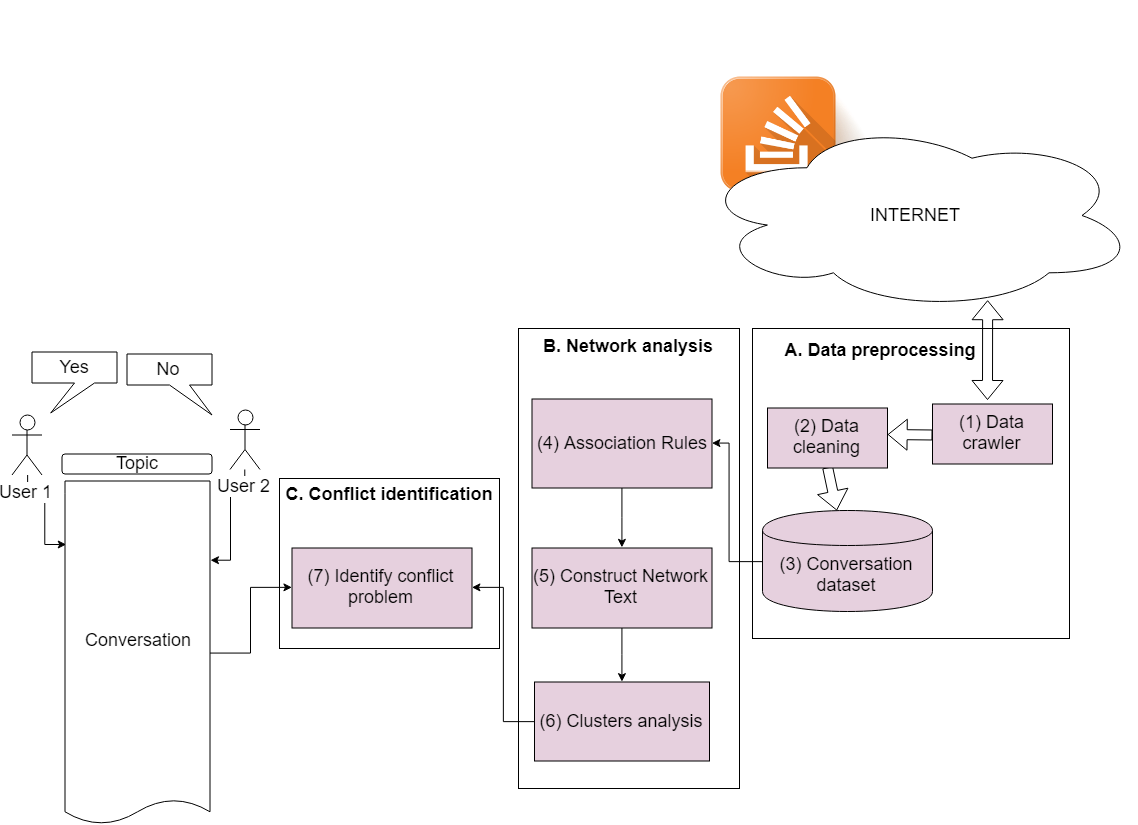 INTERNET
A. Data preprocessing
(1) Data
crawler
(2) Data
cleaning
(3) Conversation
dataset
B. Network analysis
(4) Association Rules
(5) Construct Network
Text
(6) Clusters analysis
C. Conflict identification
(7) Identify conflict
problem
Yes
No
User 1
Topic
User 2
Conversation